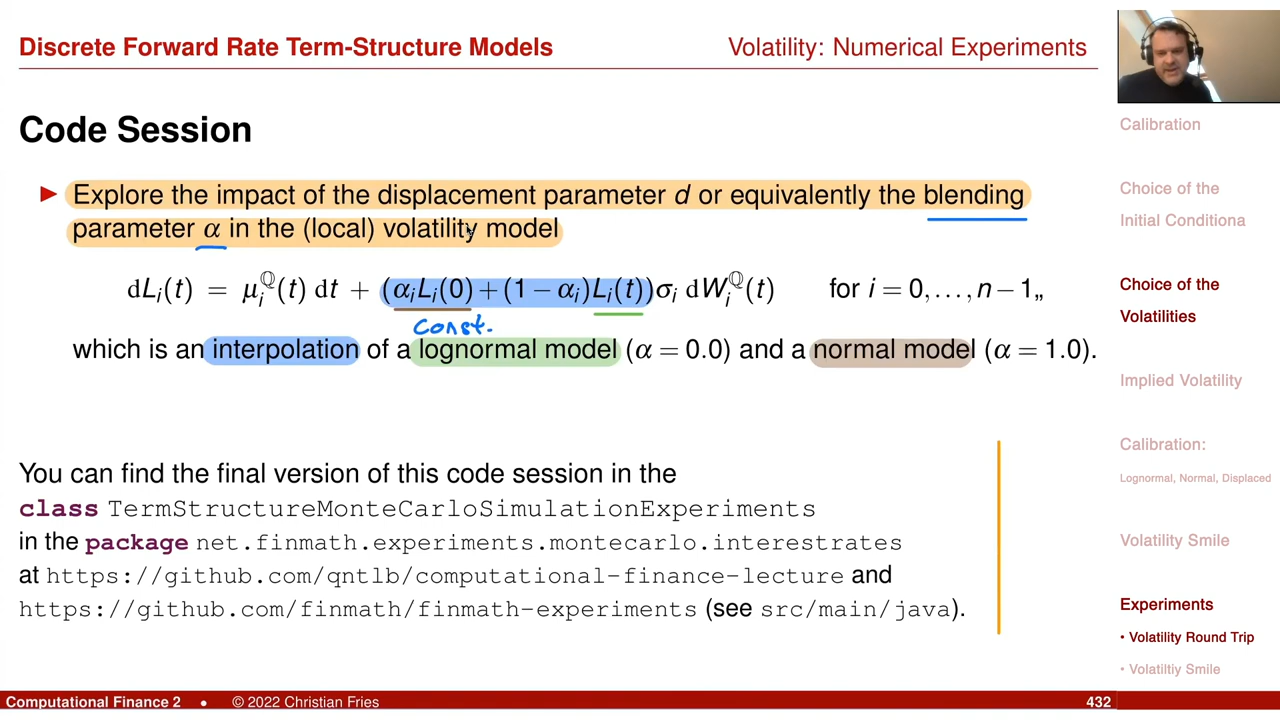 Discrete Forward Rate Term-Structure Models
Volatility: Numerical Experiments
Code Session
► Explore the impact of the displacement parameter d or equivalently the blending
parameter α in the (local) volatility model
dLᵢ(t) = μᵢ^ℚ(t) dt + (αᵢLᵢ(0) + (1 − αᵢ)Lᵢ(t))σᵢ dWᵢ^ℚ(t) for i = 0, …, n − 1,,
const.
which is an interpolation of a lognormal model (α = 0.0) and a normal model (α = 1.0).
You can find the final version of this code session in the
class TermStructureMonteCarloSimulationExperiments
in the package net.finmath.experiments.montecarlo.interestrates
at https://github.com/qntlb/computational-finance-lecture and
https://github.com/finmath/finmath-experiments (see src/main/java).
Calibration
Choice of the
Initial Conditiona
Choice of the
Volatilities
Implied Volatility
Calibration:
Lognormal, Normal, Displaced
Volatility Smile
Experiments
• Volatility Round Trip
• Volatiltiy Smile
Computational Finance 2 • © 2022 Christian Fries
432